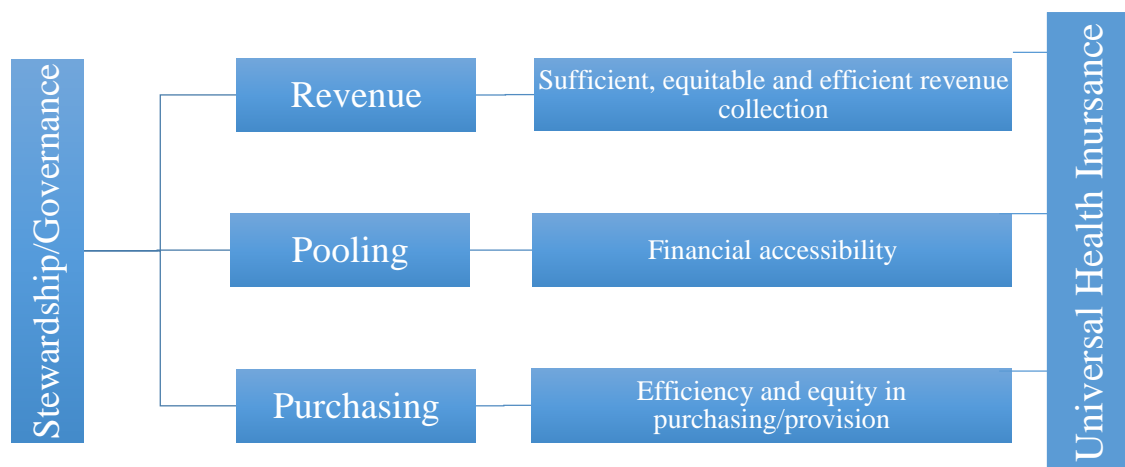 Stewardship/Governance
Revenue
Sufficient, equitable and efficient revenue
collection
Pooling
Financial accessibility
Purchasing
Efficiency and equity in
purchasing/provision
Universal Health Inursance